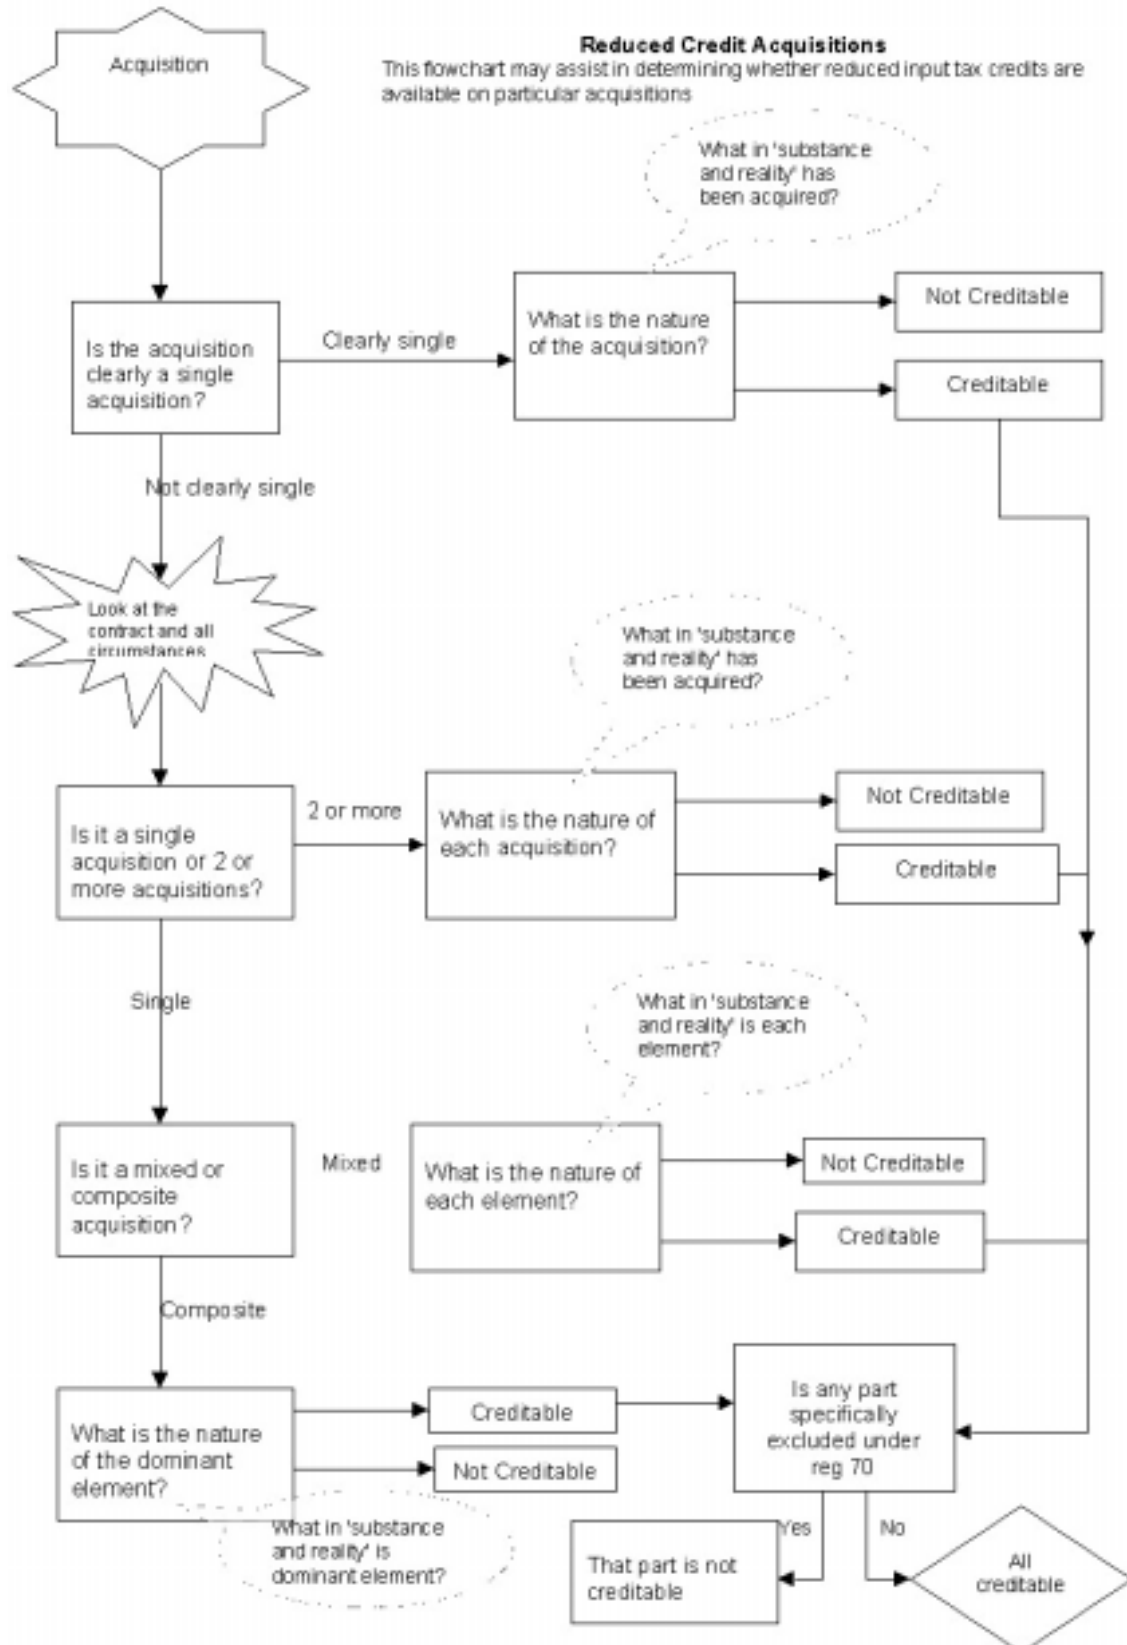 Acquisition
Reduced Credit Acquisitions
This flowchart may assist in determining whether reduced input tax credits are
available on particular acquisitions
What in 'substance
and reality' has
been acquired?
Is the acquisition
clearly a single
acquisition?
Clearly single
What is the nature
of the acquisition?
Not Creditable
Creditable
Not clearly single
Look at the
contract and all
circumstances
What in 'substance
and reality' has
been acquired?
Is it a single
acquisition or 2 or
more acquisitions?
2 or more
What is the nature of
each acquisition?
Not Creditable
Creditable
Single
What in 'substance
and reality' is each
element?
Is it a mixed or
composite
acquisition?
Mixed
What is the nature of
each element?
Not Creditable
Creditable
Composite
What is the nature
of the dominant
element?
Creditable
Not Creditable
What in 'substance
and reality' is
dominant element?
Is any part
specifically
excluded under
reg 70
Yes
No
That part is not
creditable
All
creditable